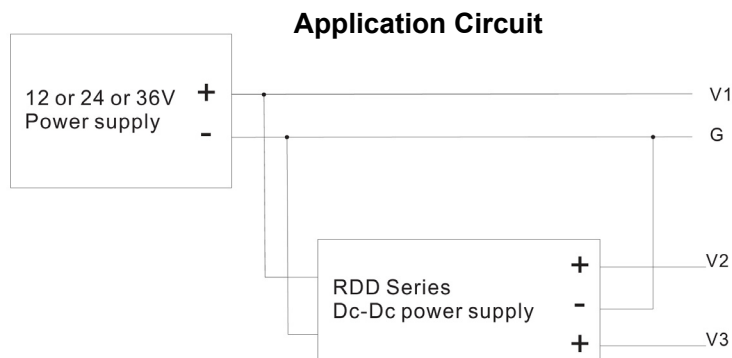 Application Circuit
12 or 24 or 36V
Power supply
+
-
V1
G
RDD Series
Dc-Dc power supply
+
-
+
V2
V3